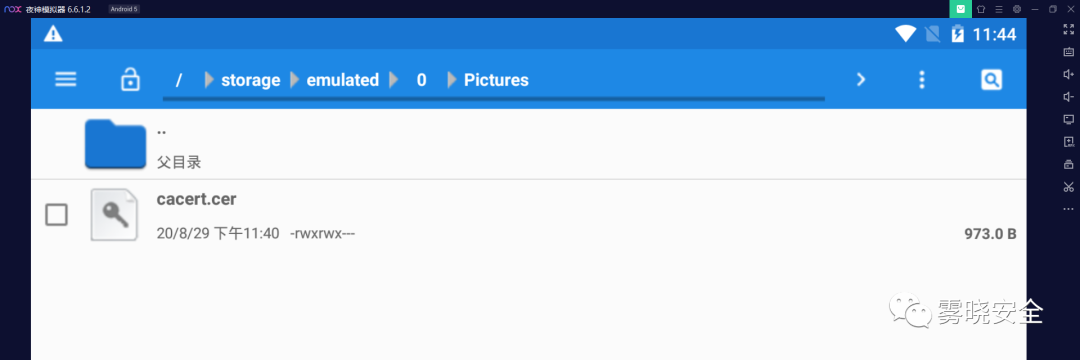 nox 夜神模拟器 6.6.1.2 Android 5
11:44
/ storage emulated 0 Pictures
..
父目录
cacert.cer
20/8/29 下午11:40 -rwxrwx---
973.0 B
雾晓安全